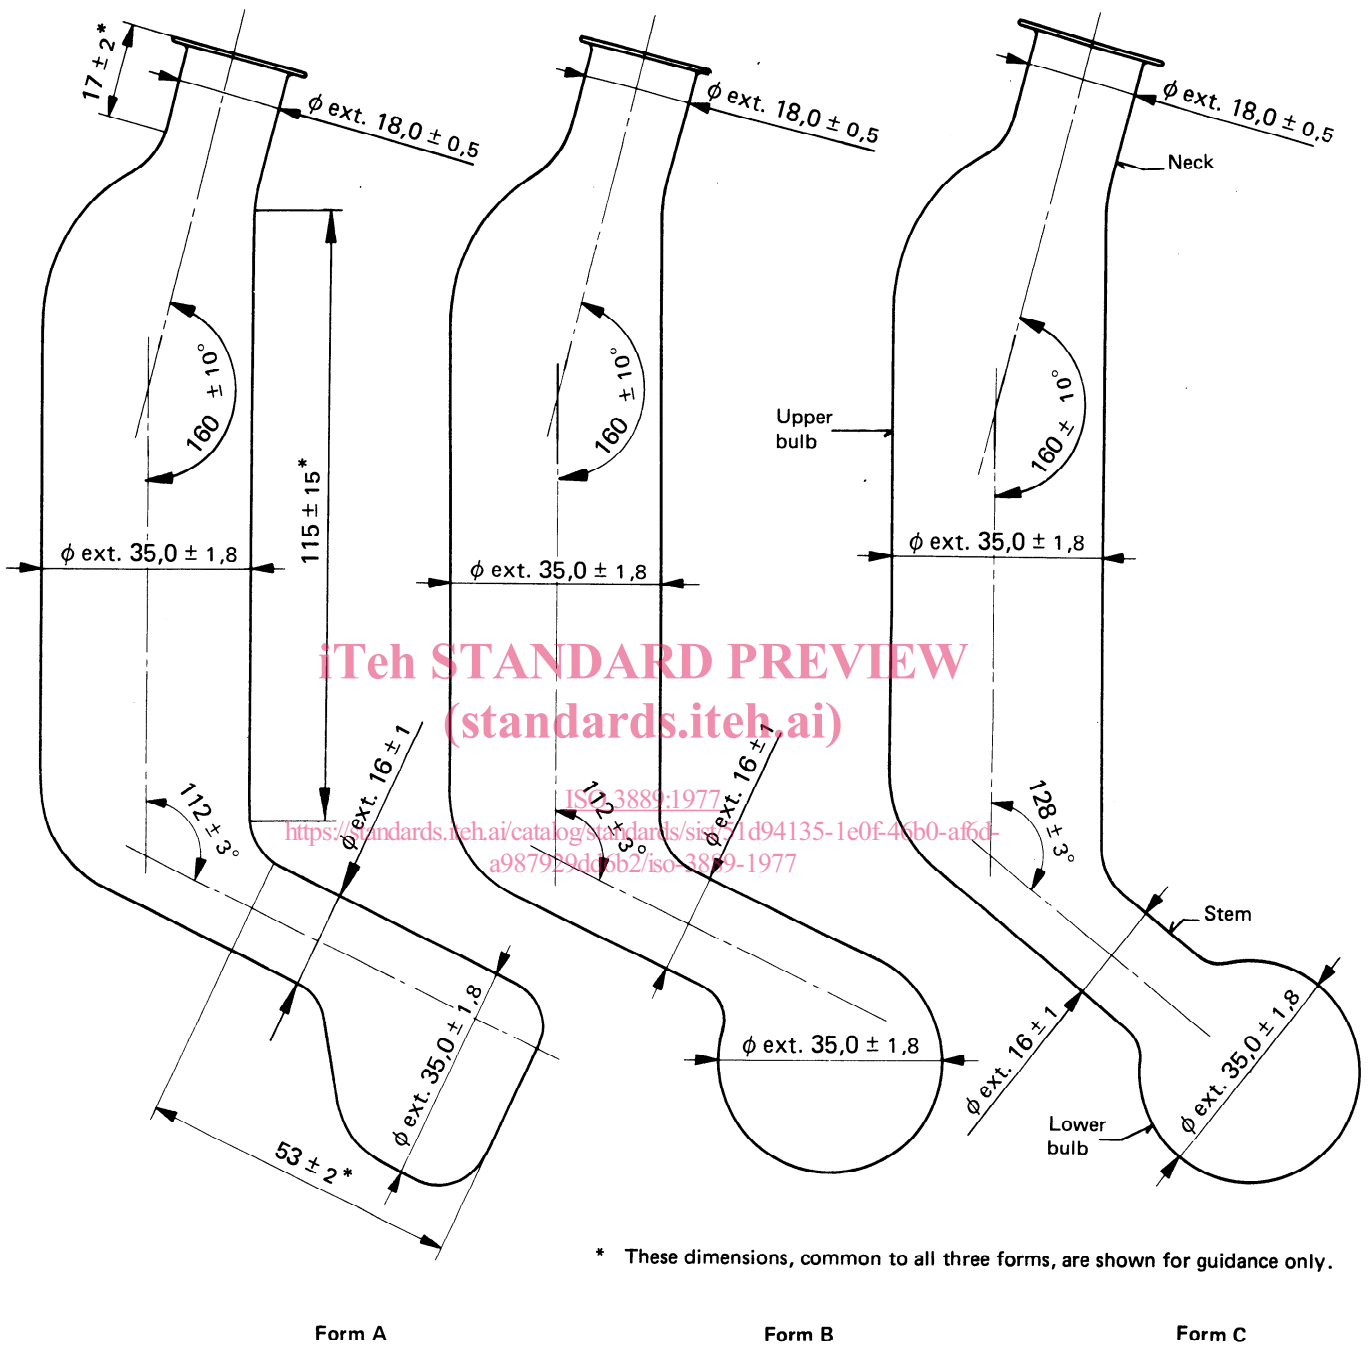 17 ± 2*
ϕ ext. 18,0 ± 0,5
ϕ ext. 18,0 ± 0,5
ϕ ext. 18,0 ± 0,5
Neck
160 ± 10°
160 ± 10°
160 ± 10°
Upper
bulb
115 ± 15*
ϕ ext. 35,0 ± 1,8
ϕ ext. 35,0 ± 1,8
ϕ ext. 35,0 ± 1,8
iTeh STANDARD PREVIEW
(standards.iteh.ai)
ϕ ext. 16 ± 1
ϕ ext. 16 ± 1
112 ± 3°
112 ± 3°
128 ± 3°
ISO 3889:1977
https://standards.iteh.ai/catalog/standards/sist/51d94135-1e0f-46b0-af6d-
a987929dd6b2/iso-3889-1977
Stem
ϕ ext. 35,0 ± 1,8
ϕ ext. 35,0 ± 1,8
ϕ ext. 16 ± 1
ϕ ext. 35,0 ± 1,8
Lower
bulb
53 ± 2*
* These dimensions, common to all three forms, are shown for guidance only.
Form A
Form B
Form C